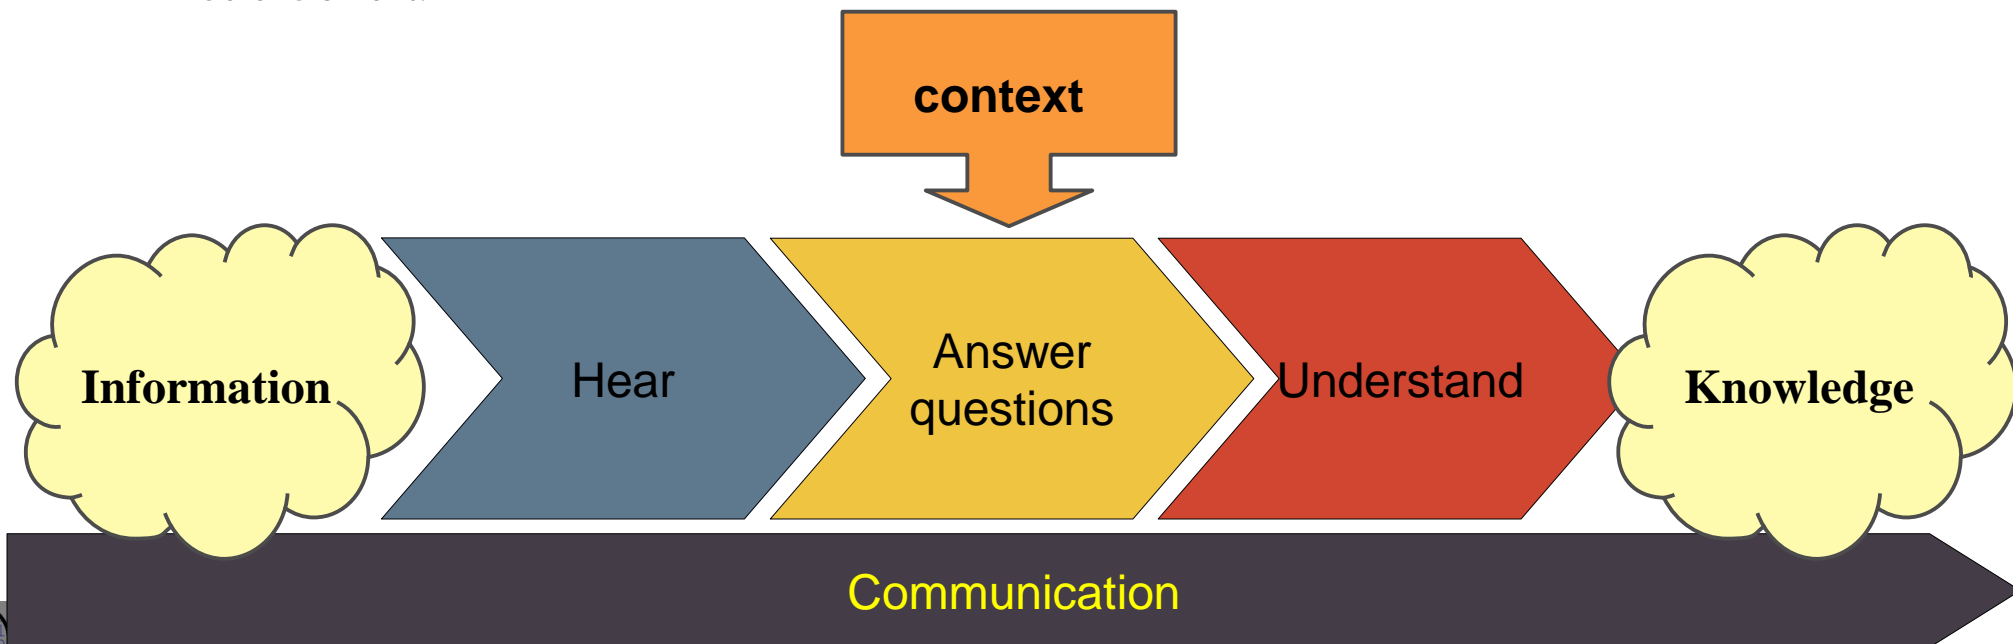 context
Information
Hear
Answer
questions
Understand
Knowledge
Communication